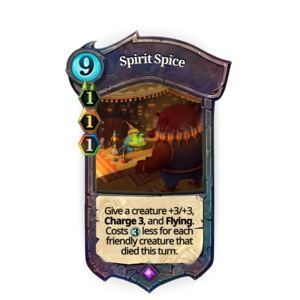 9
Spirit Spice
1
1
1
Give a creature +3/+3,
Charge 3, and Flying.
Costs 3 less for each
friendly creature that
died this turn.